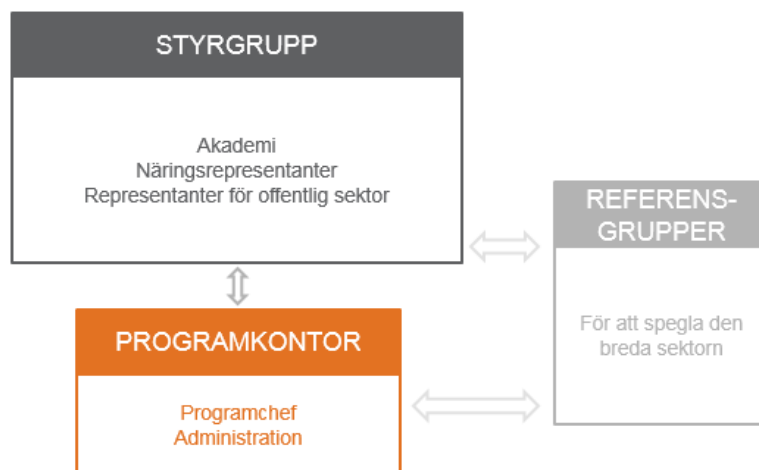 STYRGRUPP
Akademi
Näringsrepresentanter
Representanter för offentlig sektor
REFERENS-
GRUPPER
För att spegla den
breda sektorn
PROGRAMKONTOR
Programchef
Administration